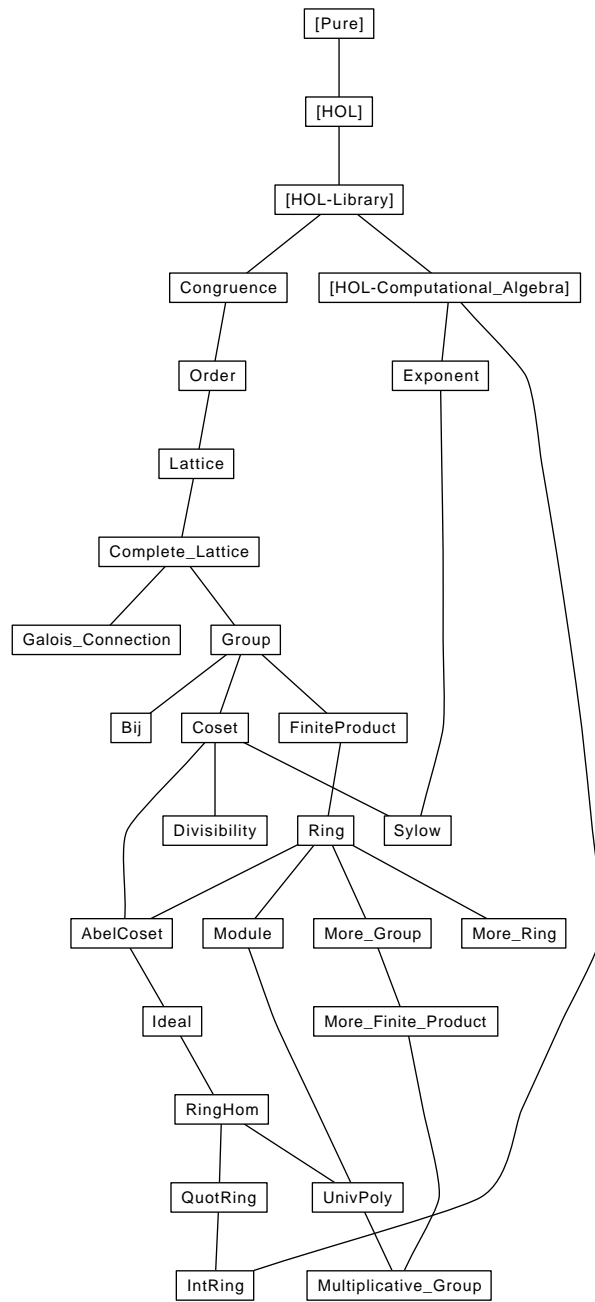 [Pure]
[HOL]
[HOL-Library]
Congruence
[HOL-Computational_Algebra]
Order
Exponent
Lattice
Complete_Lattice
Galois_Connection
Group
Bij
Coset
FiniteProduct
Divisibility
Ring
Sylow
AbelCoset
Module
More_Group
More_Ring
Ideal
More_Finite_Product
RingHom
QuotRing
UnivPoly
IntRing
Multiplicative_Group